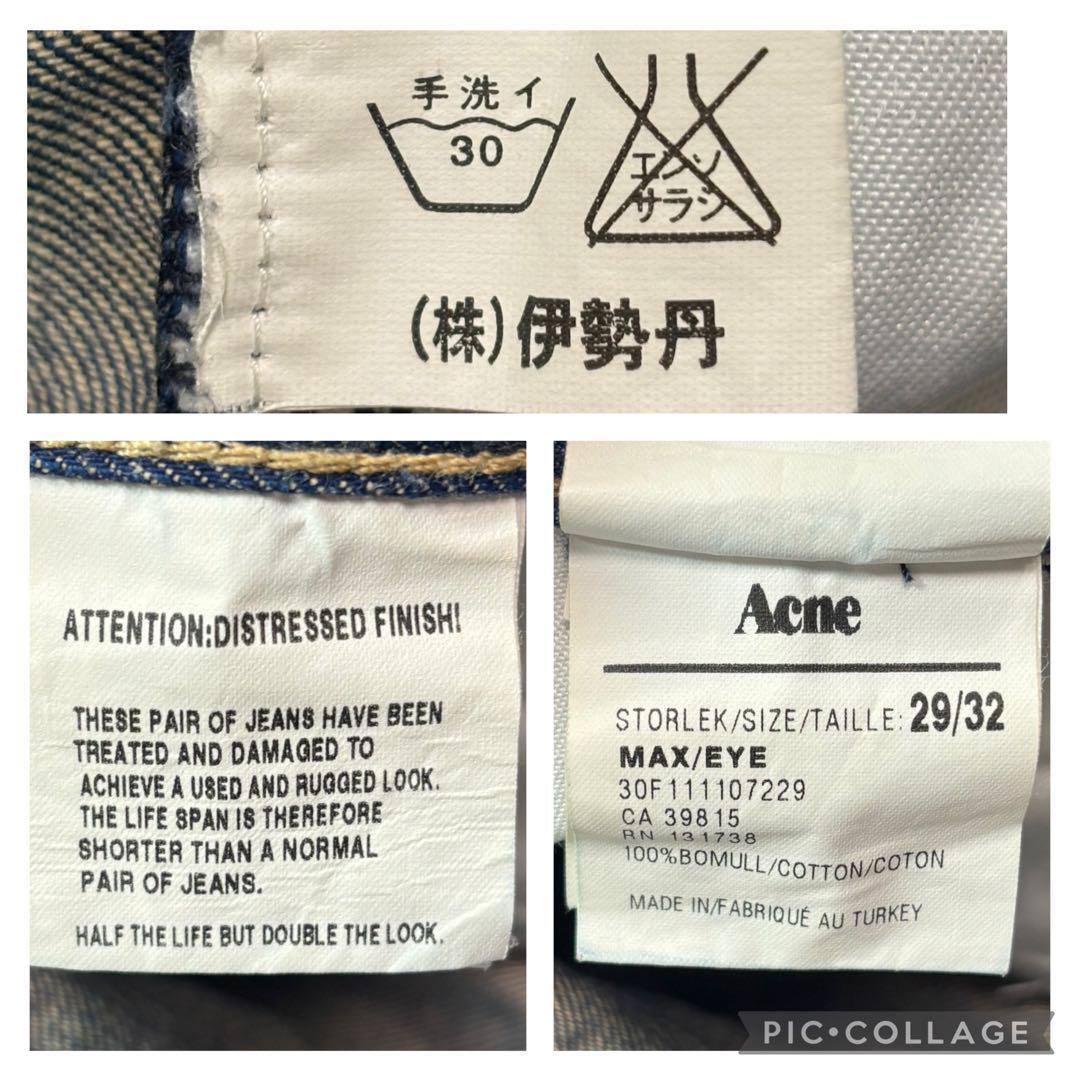 手洗イ
30
エンソ
サラシ
(株)伊勢丹
ATTENTION:DISTRESSED FINISH!
THESE PAIR OF JEANS HAVE BEEN
TREATED AND DAMAGED TO
ACHIEVE A USED AND RUGGED LOOK.
THE LIFE SPAN IS THEREFORE
SHORTER THAN A NORMAL
PAIR OF JEANS.
HALF THE LIFE BUT DOUBLE THE LOOK.
Acne
STORLEK/SIZE/TAILLE: 29/32
MAX/EYE
30F111107229
CA 39815
RN 131738
100%BOMULL/COTTON/COTON
MADE IN/FABRIQUÉ AU TURKEY
PIC•COLLAGE